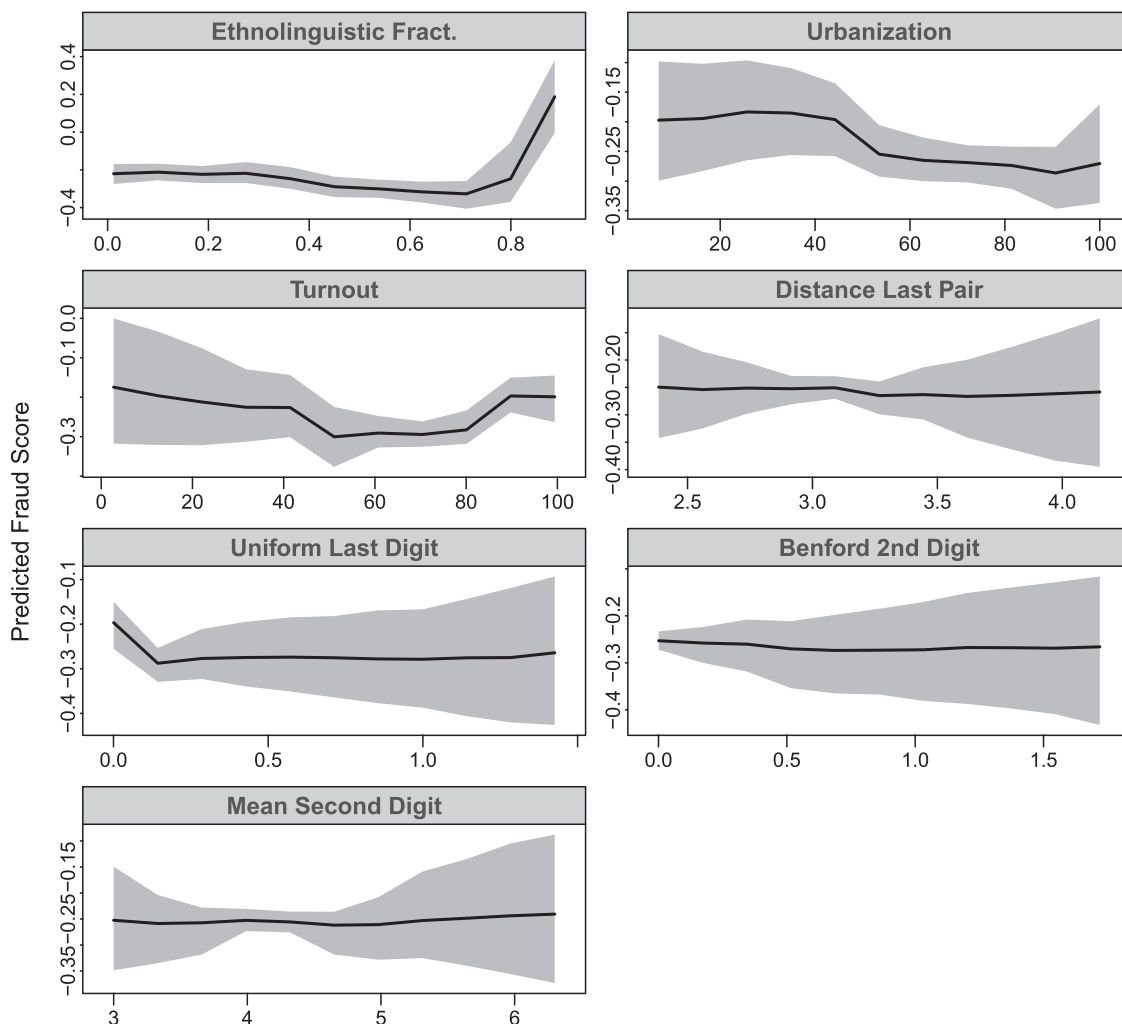 Ethnolinguistic Fract.
−0.4 0.0 0.2 0.4
0.0 0.2 0.4 0.6 0.8
Urbanization
−0.35 −0.25 −0.15
20 40 60 80 100
Turnout
−0.3 −0.1 0.0
0 20 40 60 80 100
Distance Last Pair
−0.40 −0.30 −0.20
2.5 3.0 3.5 4.0
Predicted Fraud Score
Uniform Last Digit
−0.4 −0.3 −0.2 −0.1
0.0 0.5 1.0
Benford 2nd Digit
−0.4 −0.3 −0.2
0.0 0.5 1.0 1.5
Mean Second Digit
−0.35 −0.25 −0.15
3 4 5 6